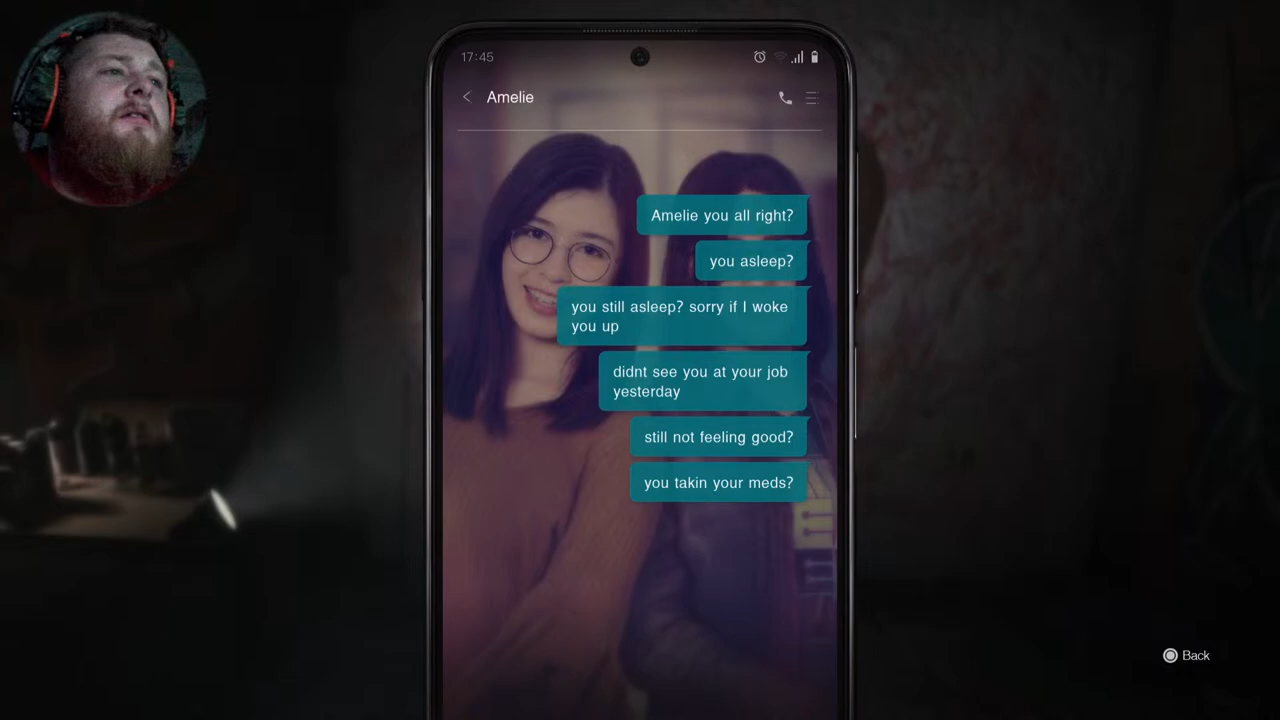 17:45
Amelie
Amelie you all right?
you asleep?
you still asleep? sorry if I woke
you up
didnt see you at your job
yesterday
still not feeling good?
you takin your meds?
Back